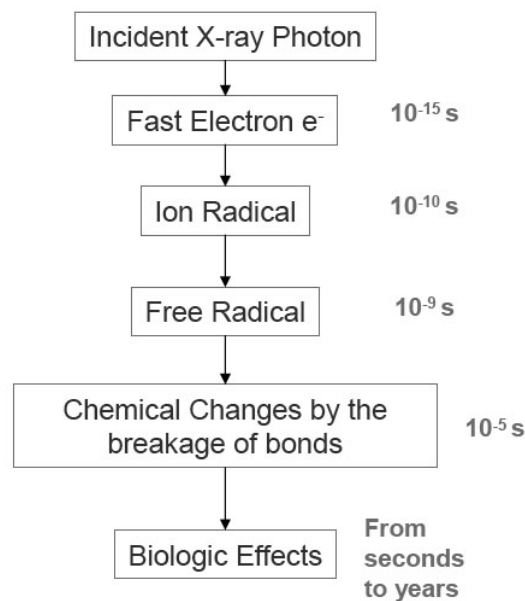 Incident X-ray Photon
Fast Electron e⁻
10⁻¹⁵ s
Ion Radical
10⁻¹⁰ s
Free Radical
10⁻⁹ s
Chemical Changes by the
breakage of bonds
10⁻⁵ s
Biologic Effects
From
seconds
to years